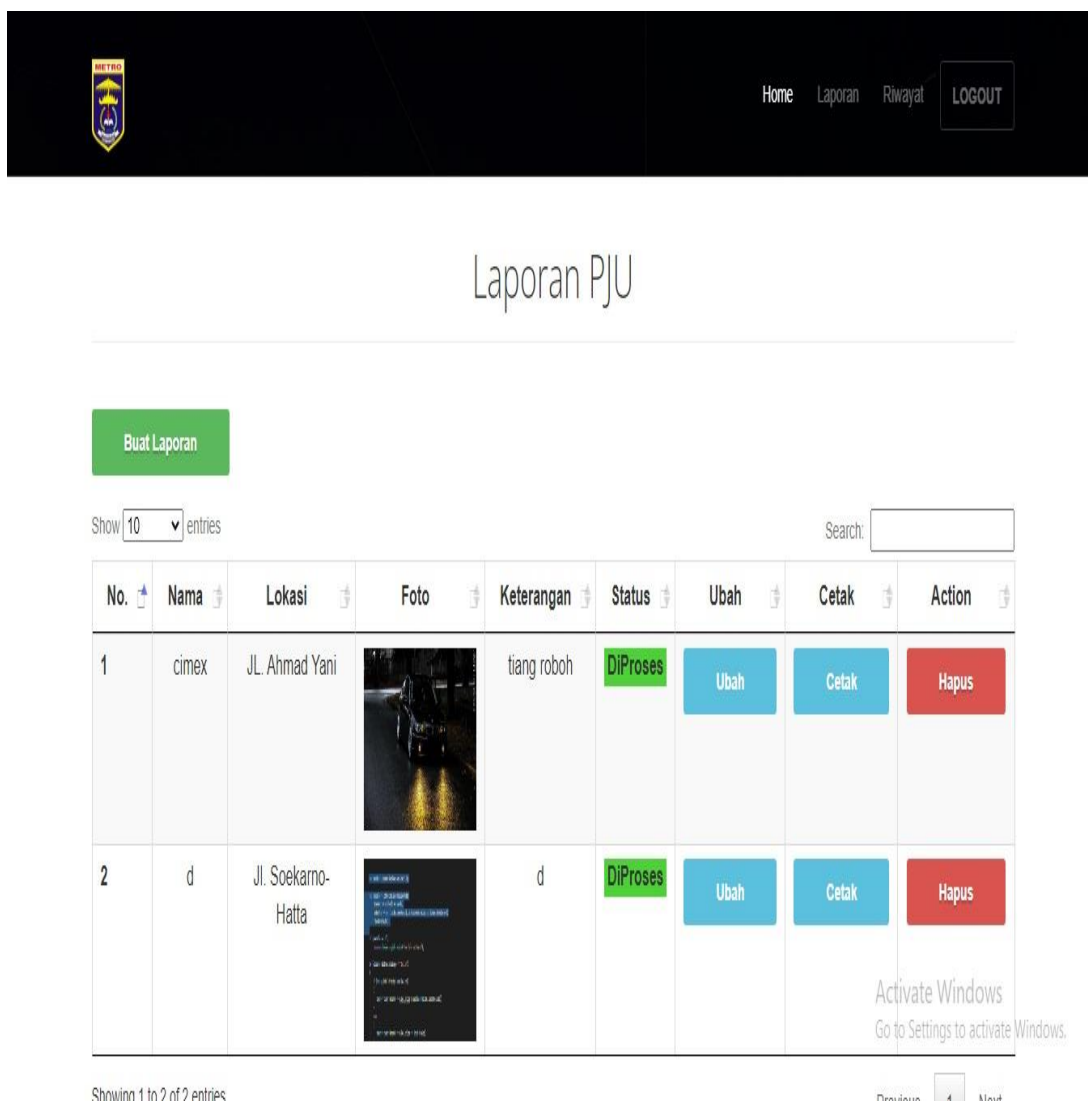 METRO
Home Laporan Riwayat LOGOUT
Laporan PJU
Buat Laporan
Show 10 entries Search:
No. Nama Lokasi Foto Keterangan Status Ubah Cetak Action
1 cimex JL. Ahmad Yani tiang roboh DiProses Ubah Cetak Hapus
2 d Jl. Soekarno- d DiProses Ubah Cetak Hapus
Hatta
Activate Windows
Go to Settings to activate Windows.
Showing 1 to 2 of 2 entries Previous 1 Next